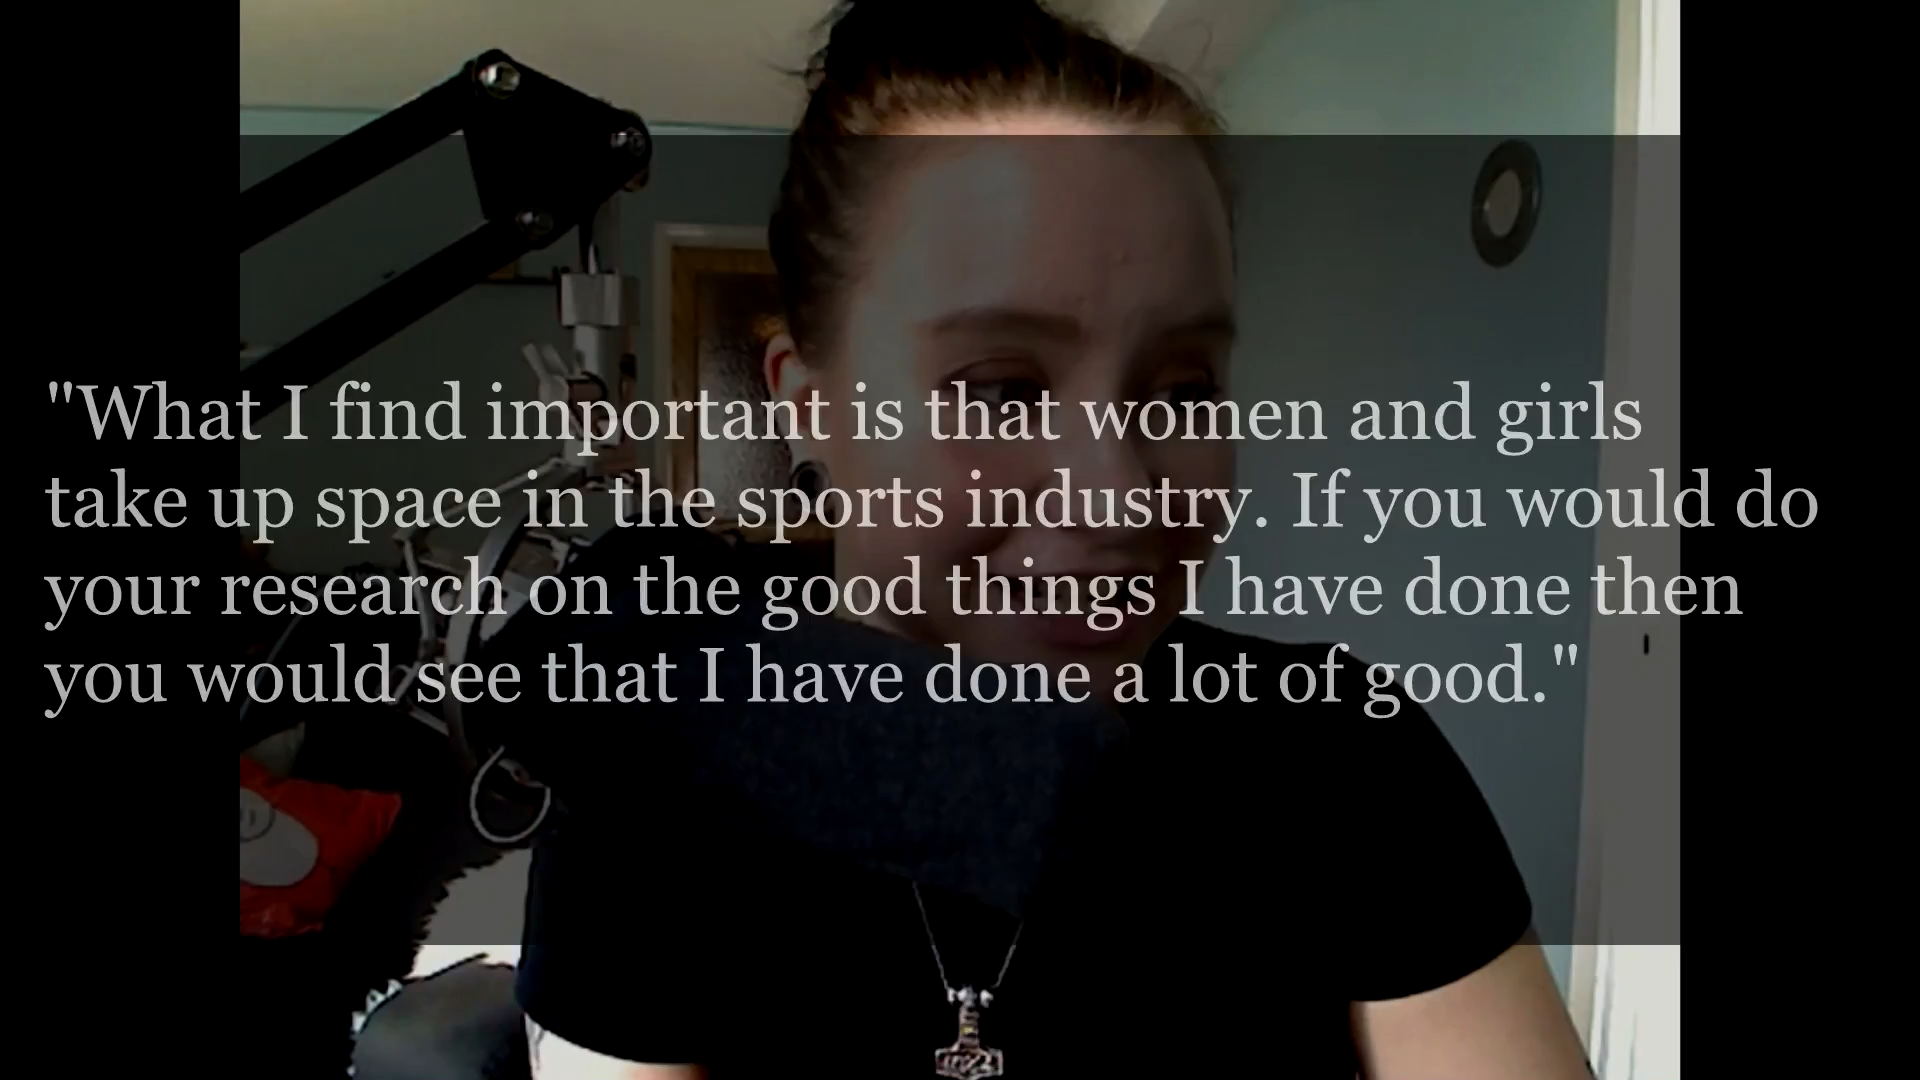 "What I find important is that women and girls
take up space in the sports industry. If you would do
your research on the good things I have done then
you would see that I have done a lot of good."